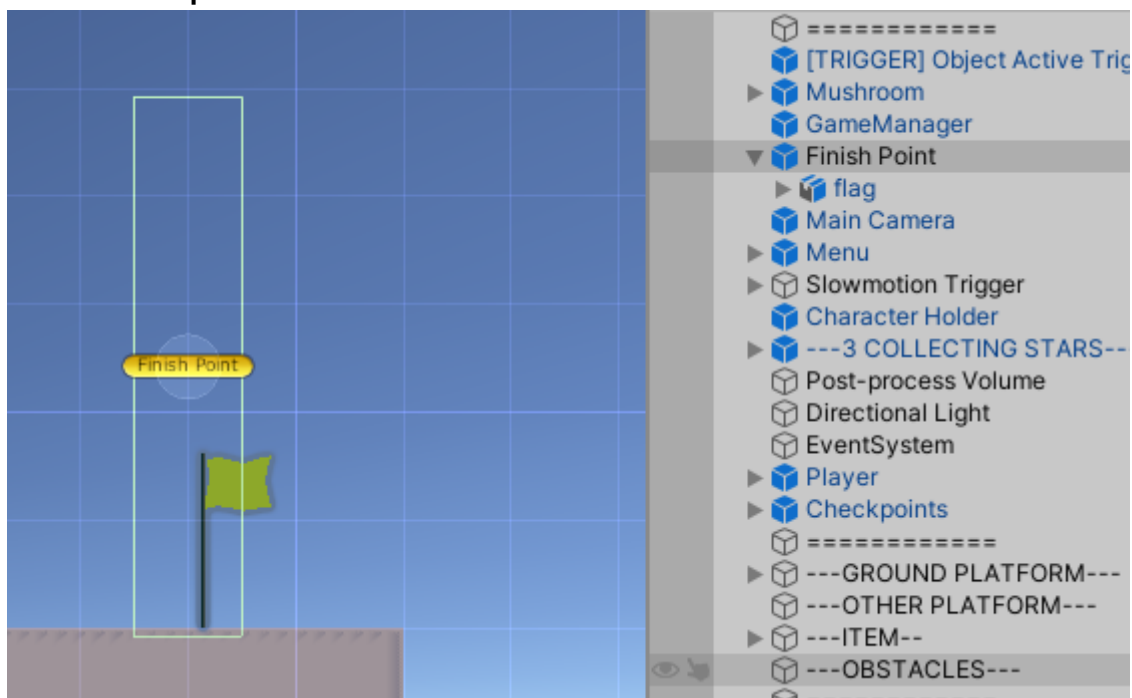 Finish Point
============
[TRIGGER] Object Active Trig
Mushroom
GameManager
Finish Point
flag
Main Camera
Menu
Slowmotion Trigger
Character Holder
---3 COLLECTING STARS--
Post-process Volume
Directional Light
EventSystem
Player
Checkpoints
============
---GROUND PLATFORM---
---OTHER PLATFORM---
---ITEM--
---OBSTACLES---